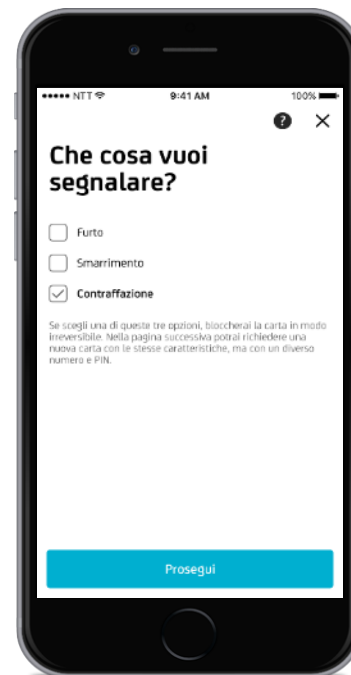 NTT 9:41 AM 100%
?
Che cosa vuoi
segnalare?
Furto
Smarrimento
Contraffazione
Se scegli una di queste tre opzioni, bloccherai la carta in modo
irreversibile. Nella pagina successiva potrai richiedere una
nuova carta con le stesse caratteristiche, ma con un diverso
numero e PIN.
Prosegui